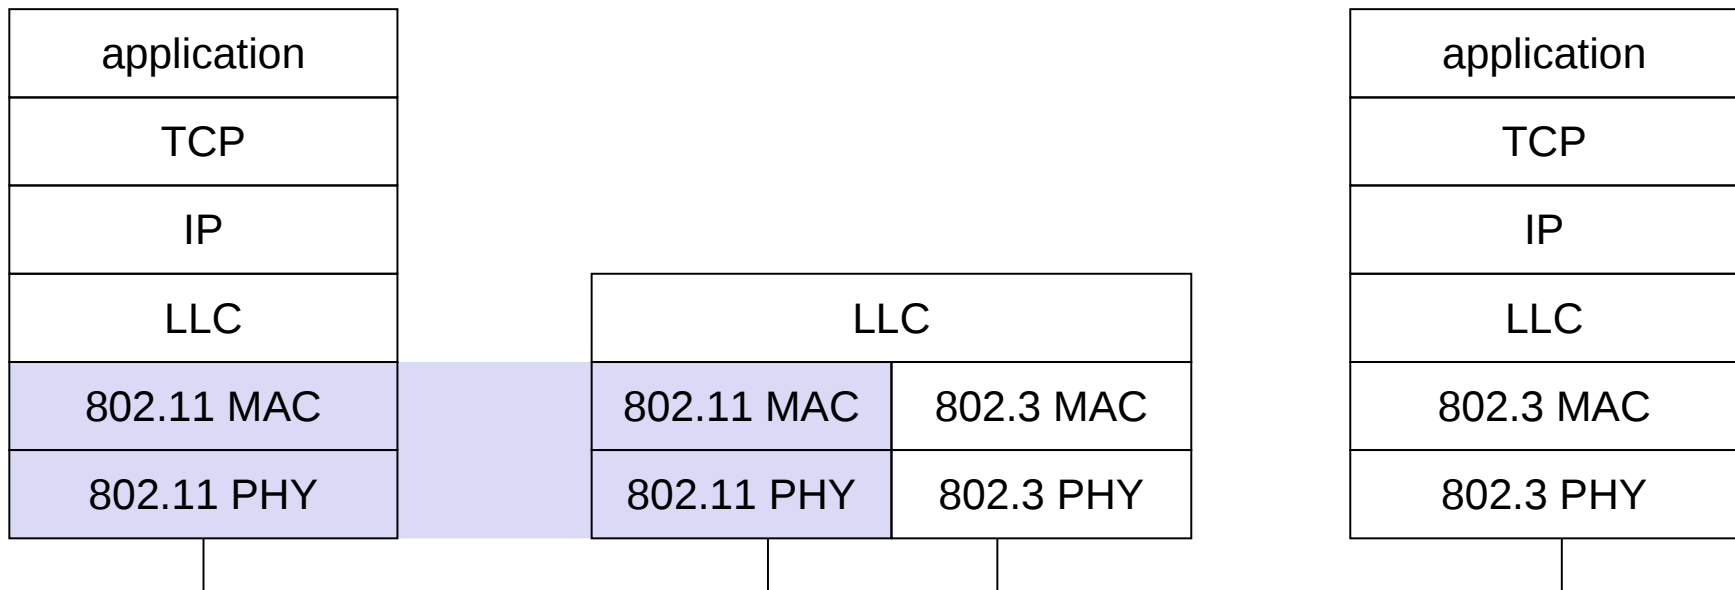 application
TCP
IP
LLC
802.11 MAC
802.11 PHY
LLC
802.11 MAC
802.3 MAC
802.11 PHY
802.3 PHY
application
TCP
IP
LLC
802.3 MAC
802.3 PHY